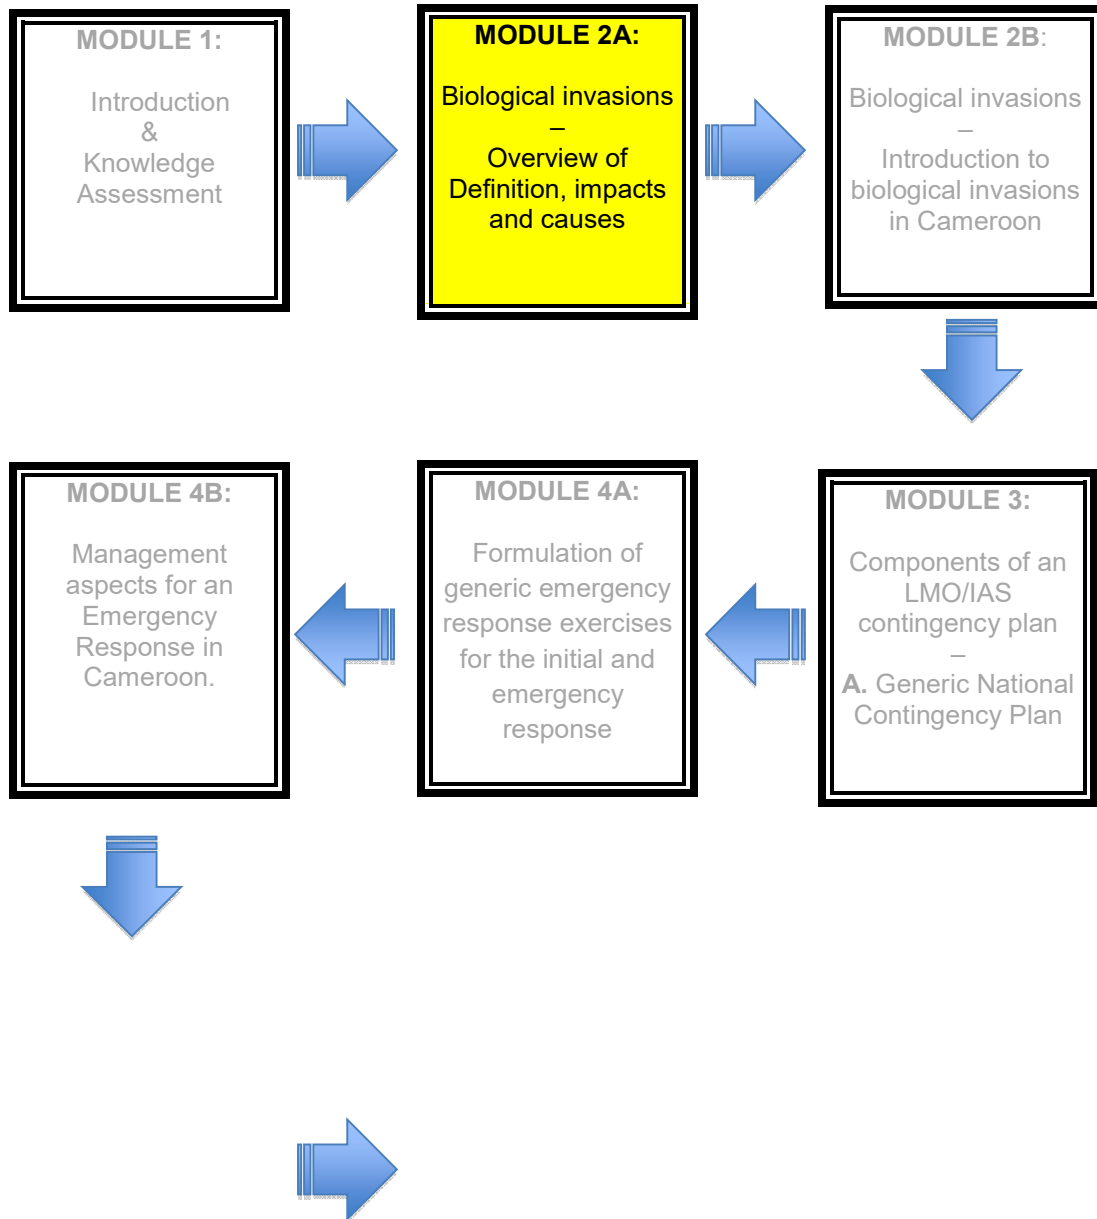 MODULE 1:
Introduction
&
Knowledge
Assessment
MODULE 2A:
Biological invasions
–
Overview of
Definition, impacts
and causes
MODULE 2B:
Biological invasions
–
Introduction to
biological invasions
in Cameroon
MODULE 3:
Components of an
LMO/IAS
contingency plan
–
A. Generic National
Contingency Plan
MODULE 4A:
Formulation of
generic emergency
response exercises
for the initial and
emergency
response
MODULE 4B:
Management
aspects for an
Emergency
Response in
Cameroon.